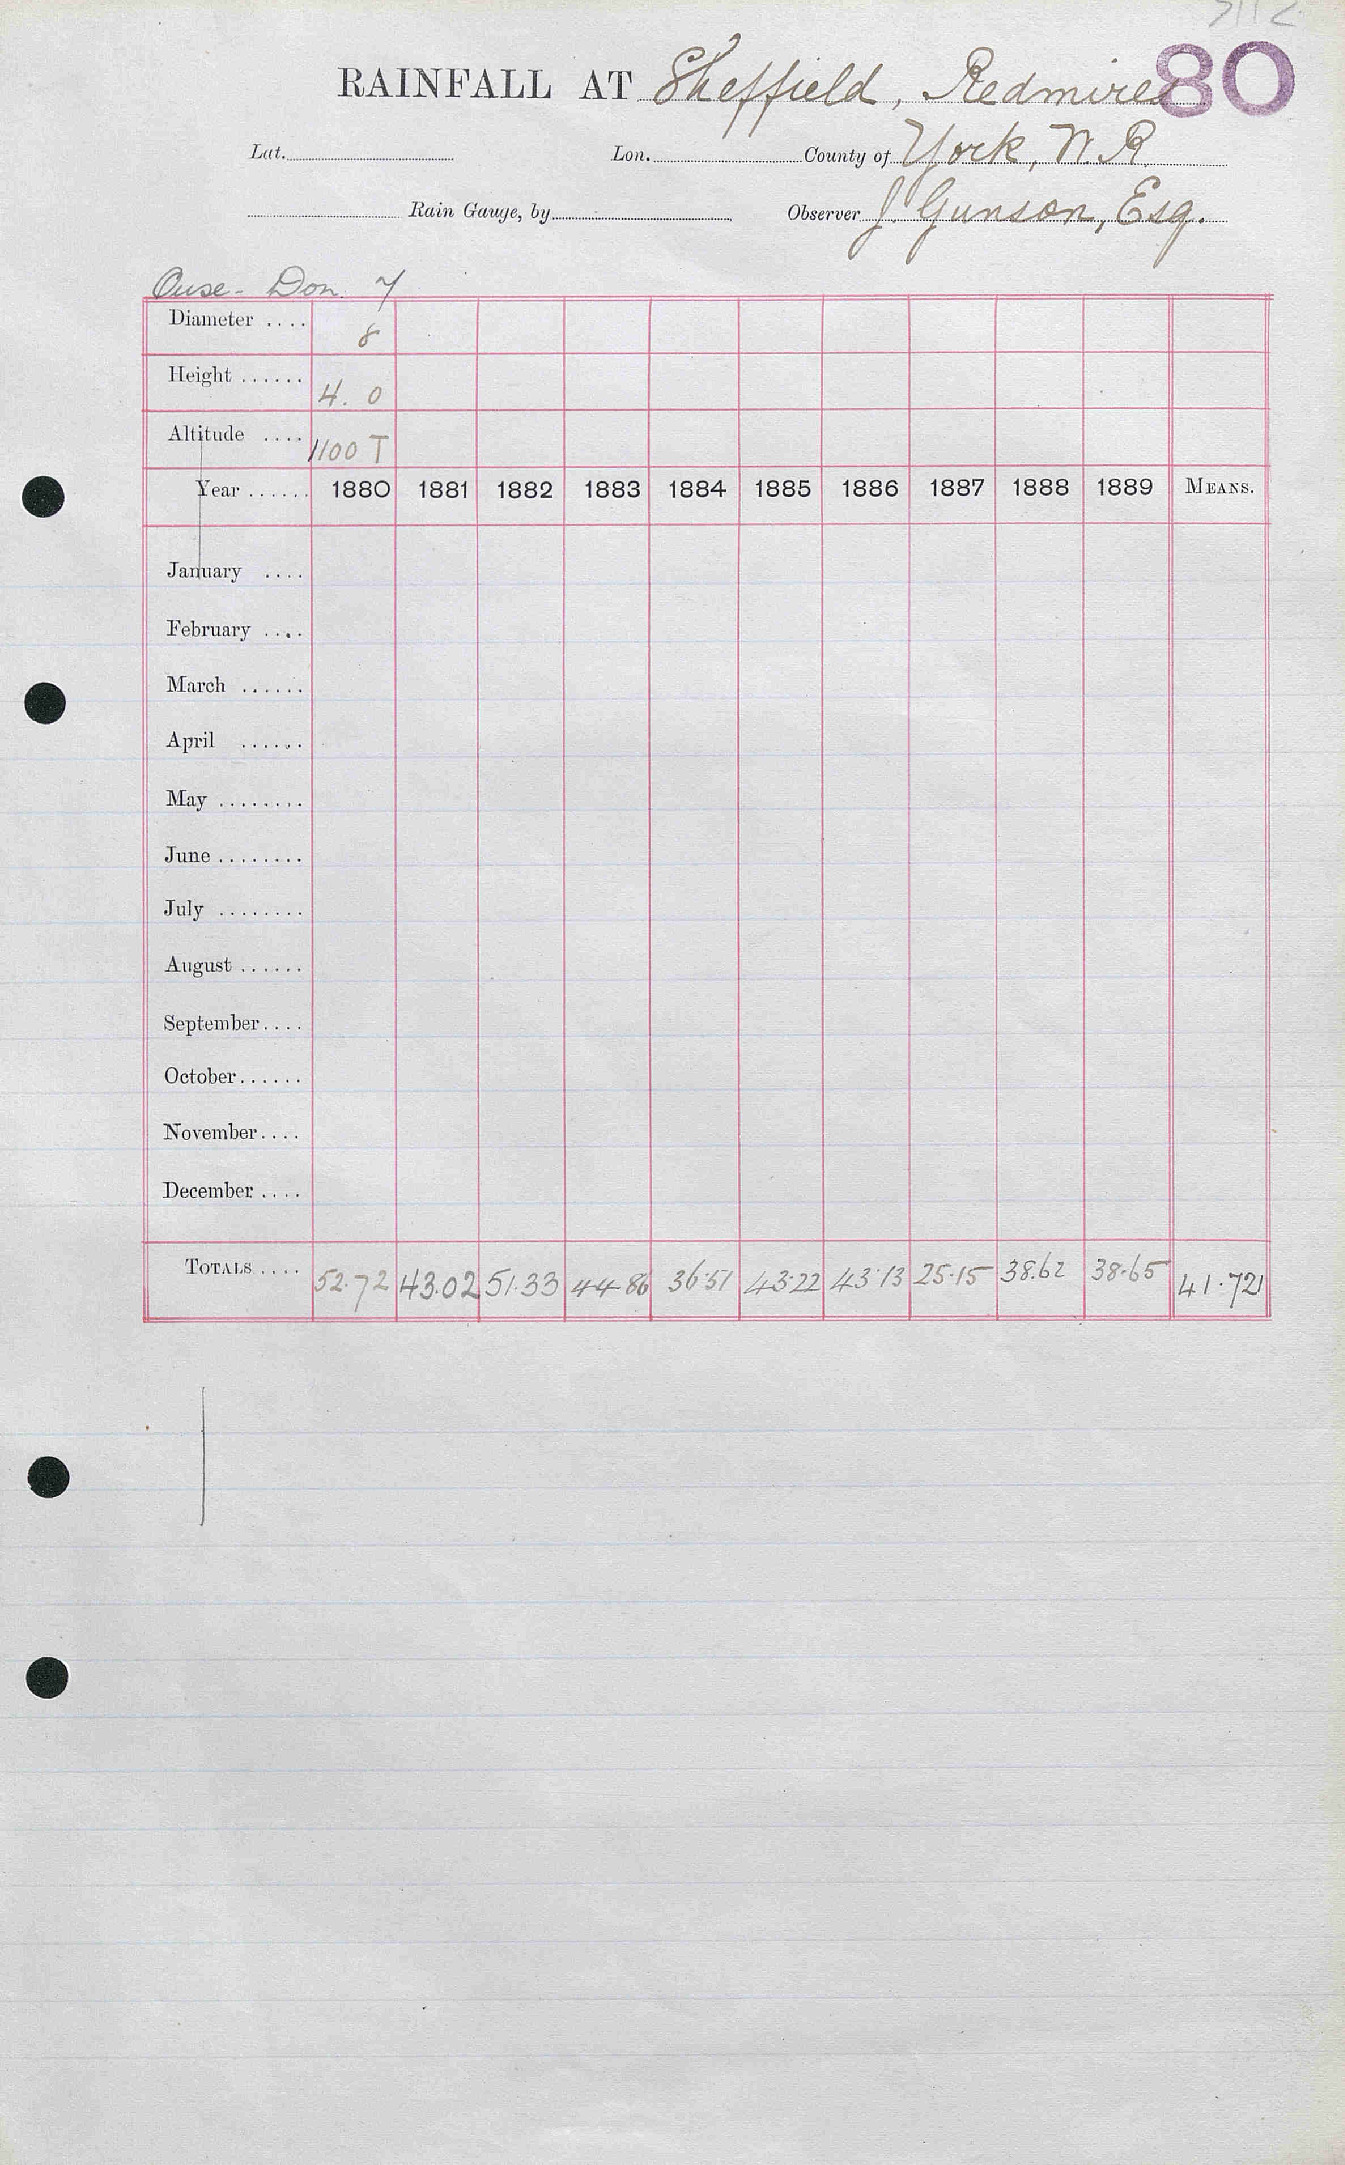 80
RAINFALL AT Sheffield, Redmires
Lat. Lon. County of York, W.R.
Rain Gauge, by Observer J. Gunson, Esq.
Ouse - Don. 7
Diameter .... 8
Height ...... 4. 0
Altitude .... 1100 T
Year ...... 1880 1881 1882 1883 1884 1885 1886 1887 1888 1889 MEANS.
January ....
February ....
March ......
April ......
May ........
June ........
July ........
August ......
September....
October......
November....
December ....
TOTALS .... 52.72 43.02 51.33 44.86 36.51 43.22 43.13 25.15 38.62 38.65 41.72